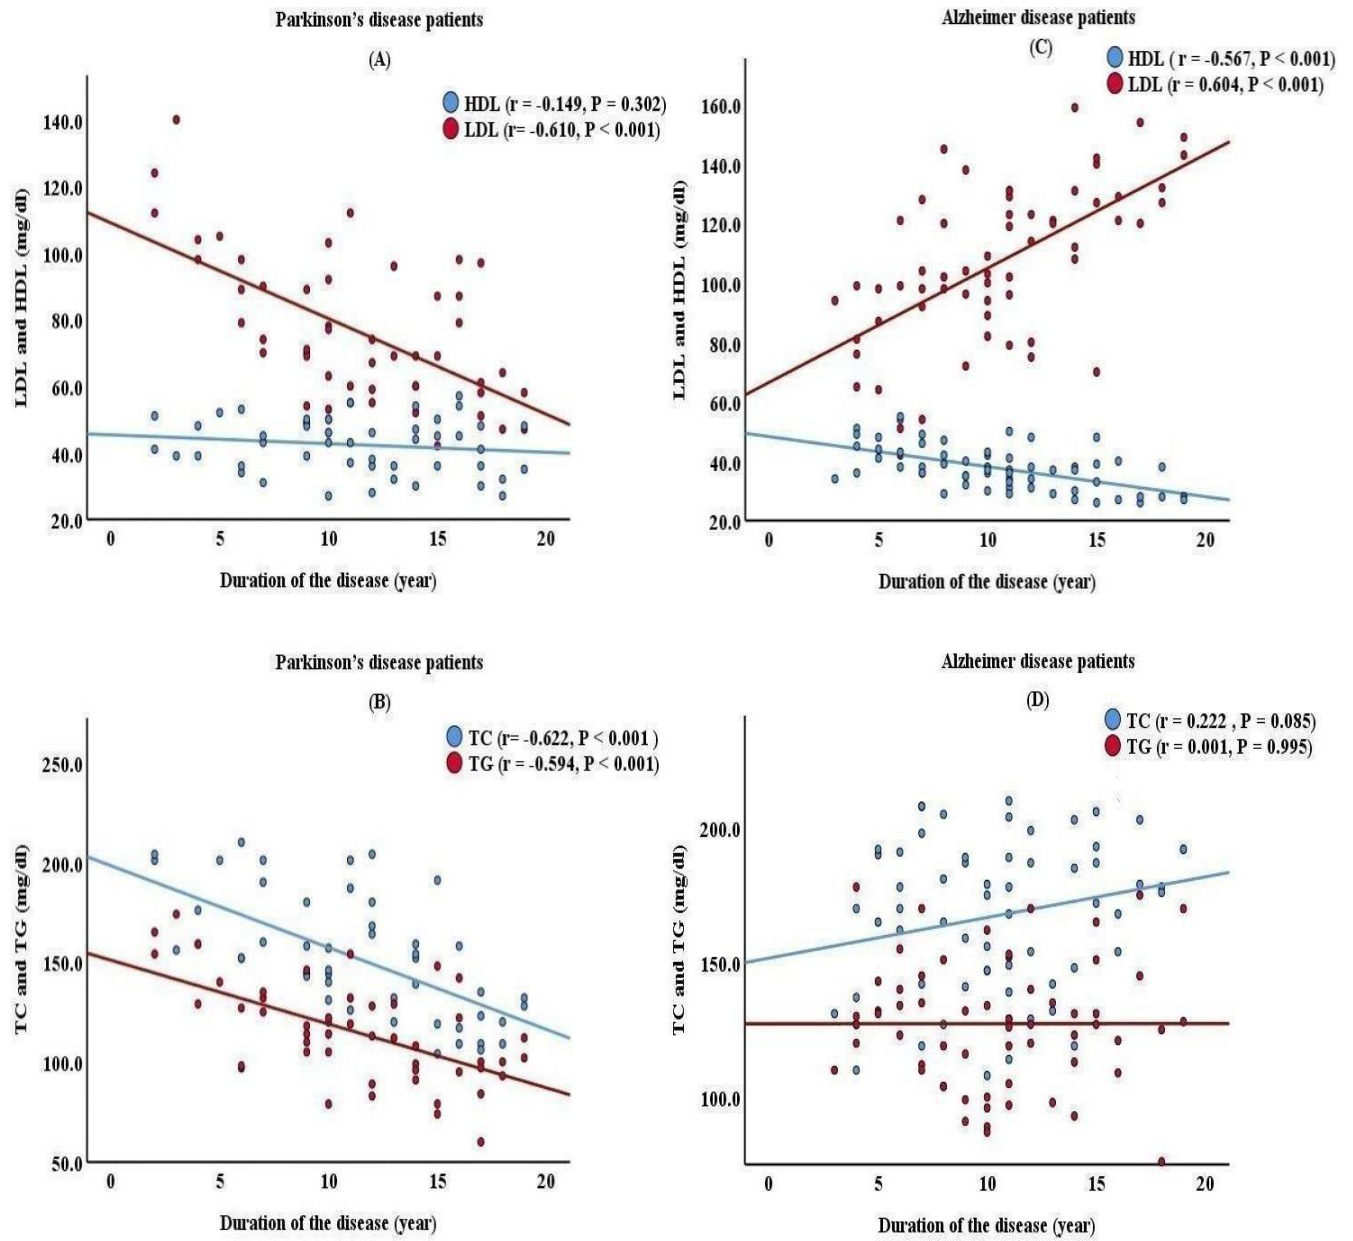 Parkinson's disease patients
(A)
HDL (r = -0.149, P = 0.302)
LDL (r= -0.610, P < 0.001)
LDL and HDL (mg/dl)
140.0
120.0
100.0
80.0
60.0
40.0
20.0
0 5 10 15 20
Duration of the disease (year)
Alzheimer disease patients
(C)
HDL ( r = -0.567, P < 0.001)
LDL (r = 0.604, P < 0.001)
LDL and HDL (mg/dl)
160.0
140.0
120.0
100.0
80.0
60.0
40.0
20.0
0 5 10 15 20
Duration of the disease (year)
Parkinson's disease patients
(B)
TC (r= -0.622, P < 0.001 )
TG (r = -0.594, P < 0.001)
TC and TG (mg/dl)
250.0
200.0
150.0
100.0
50.0
0 5 10 15 20
Duration of the disease (year)
Alzheimer disease patients
(D)
TC (r = 0.222 , P = 0.085)
TG (r = 0.001, P = 0.995)
TC and TG (mg/dl)
200.0
150.0
100.0
0 5 10 15 20
Duration of the disease (year)